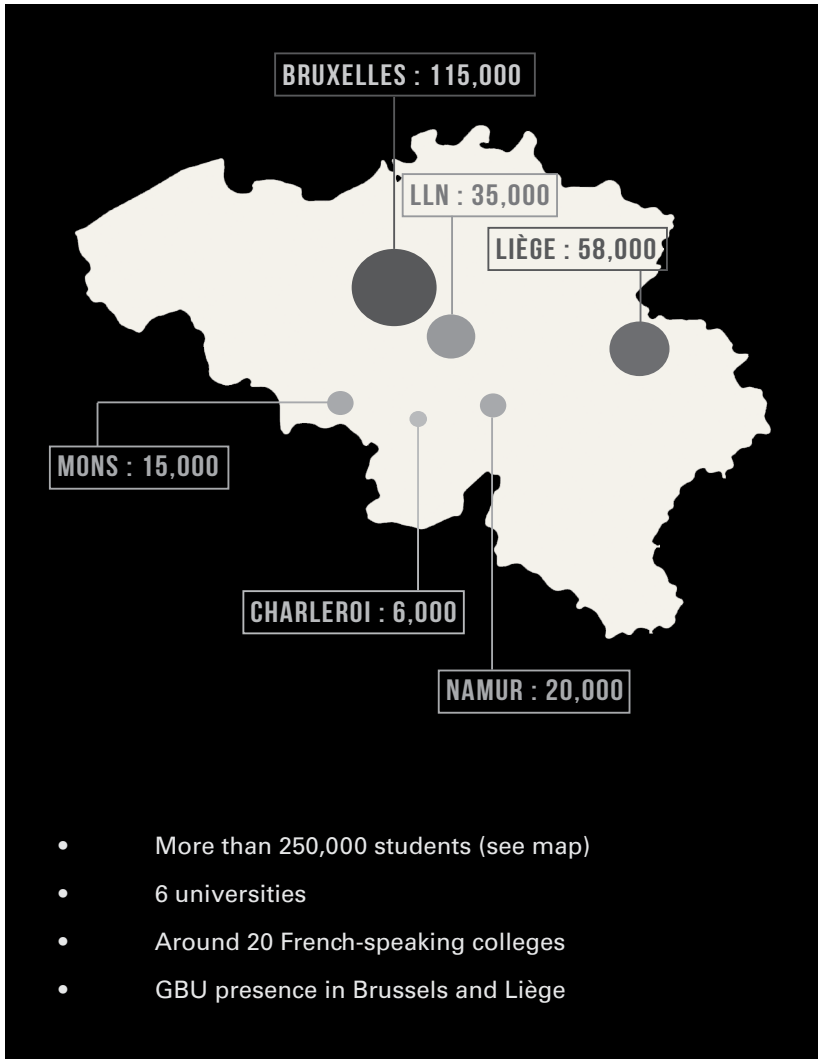 BRUXELLES : 115,000
LLN : 35,000
LIÈGE : 58,000
MONS : 15,000
CHARLEROI : 6,000
NAMUR : 20,000
• More than 250,000 students (see map)
• 6 universities
• Around 20 French-speaking colleges
• GBU presence in Brussels and Liège